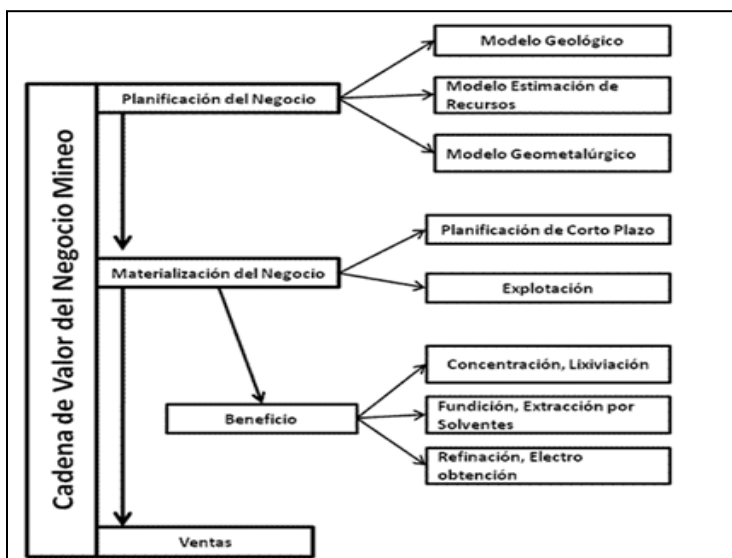 Cadena de Valor del Negocio Mineo
Planificación del Negocio
Modelo Geológico
Modelo Estimación de
Recursos
Modelo Geometalúrgico
Materialización del Negocio
Planificación de Corto Plazo
Explotación
Beneficio
Concentración, Lixiviación
Fundición, Extracción por
Solventes
Refinación, Electro
obtención
Ventas